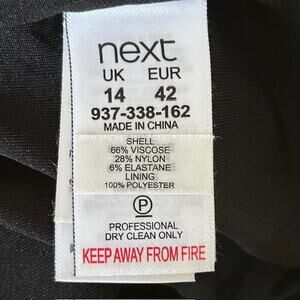 next
UK EUR
14 42
937-338-162
MADE IN CHINA
SHELL
66% VISCOSE
28% NYLON
6% ELASTANE
LINING
100% POLYESTER
P
PROFESSIONAL
DRY CLEAN ONLY
KEEP AWAY FROM FIRE